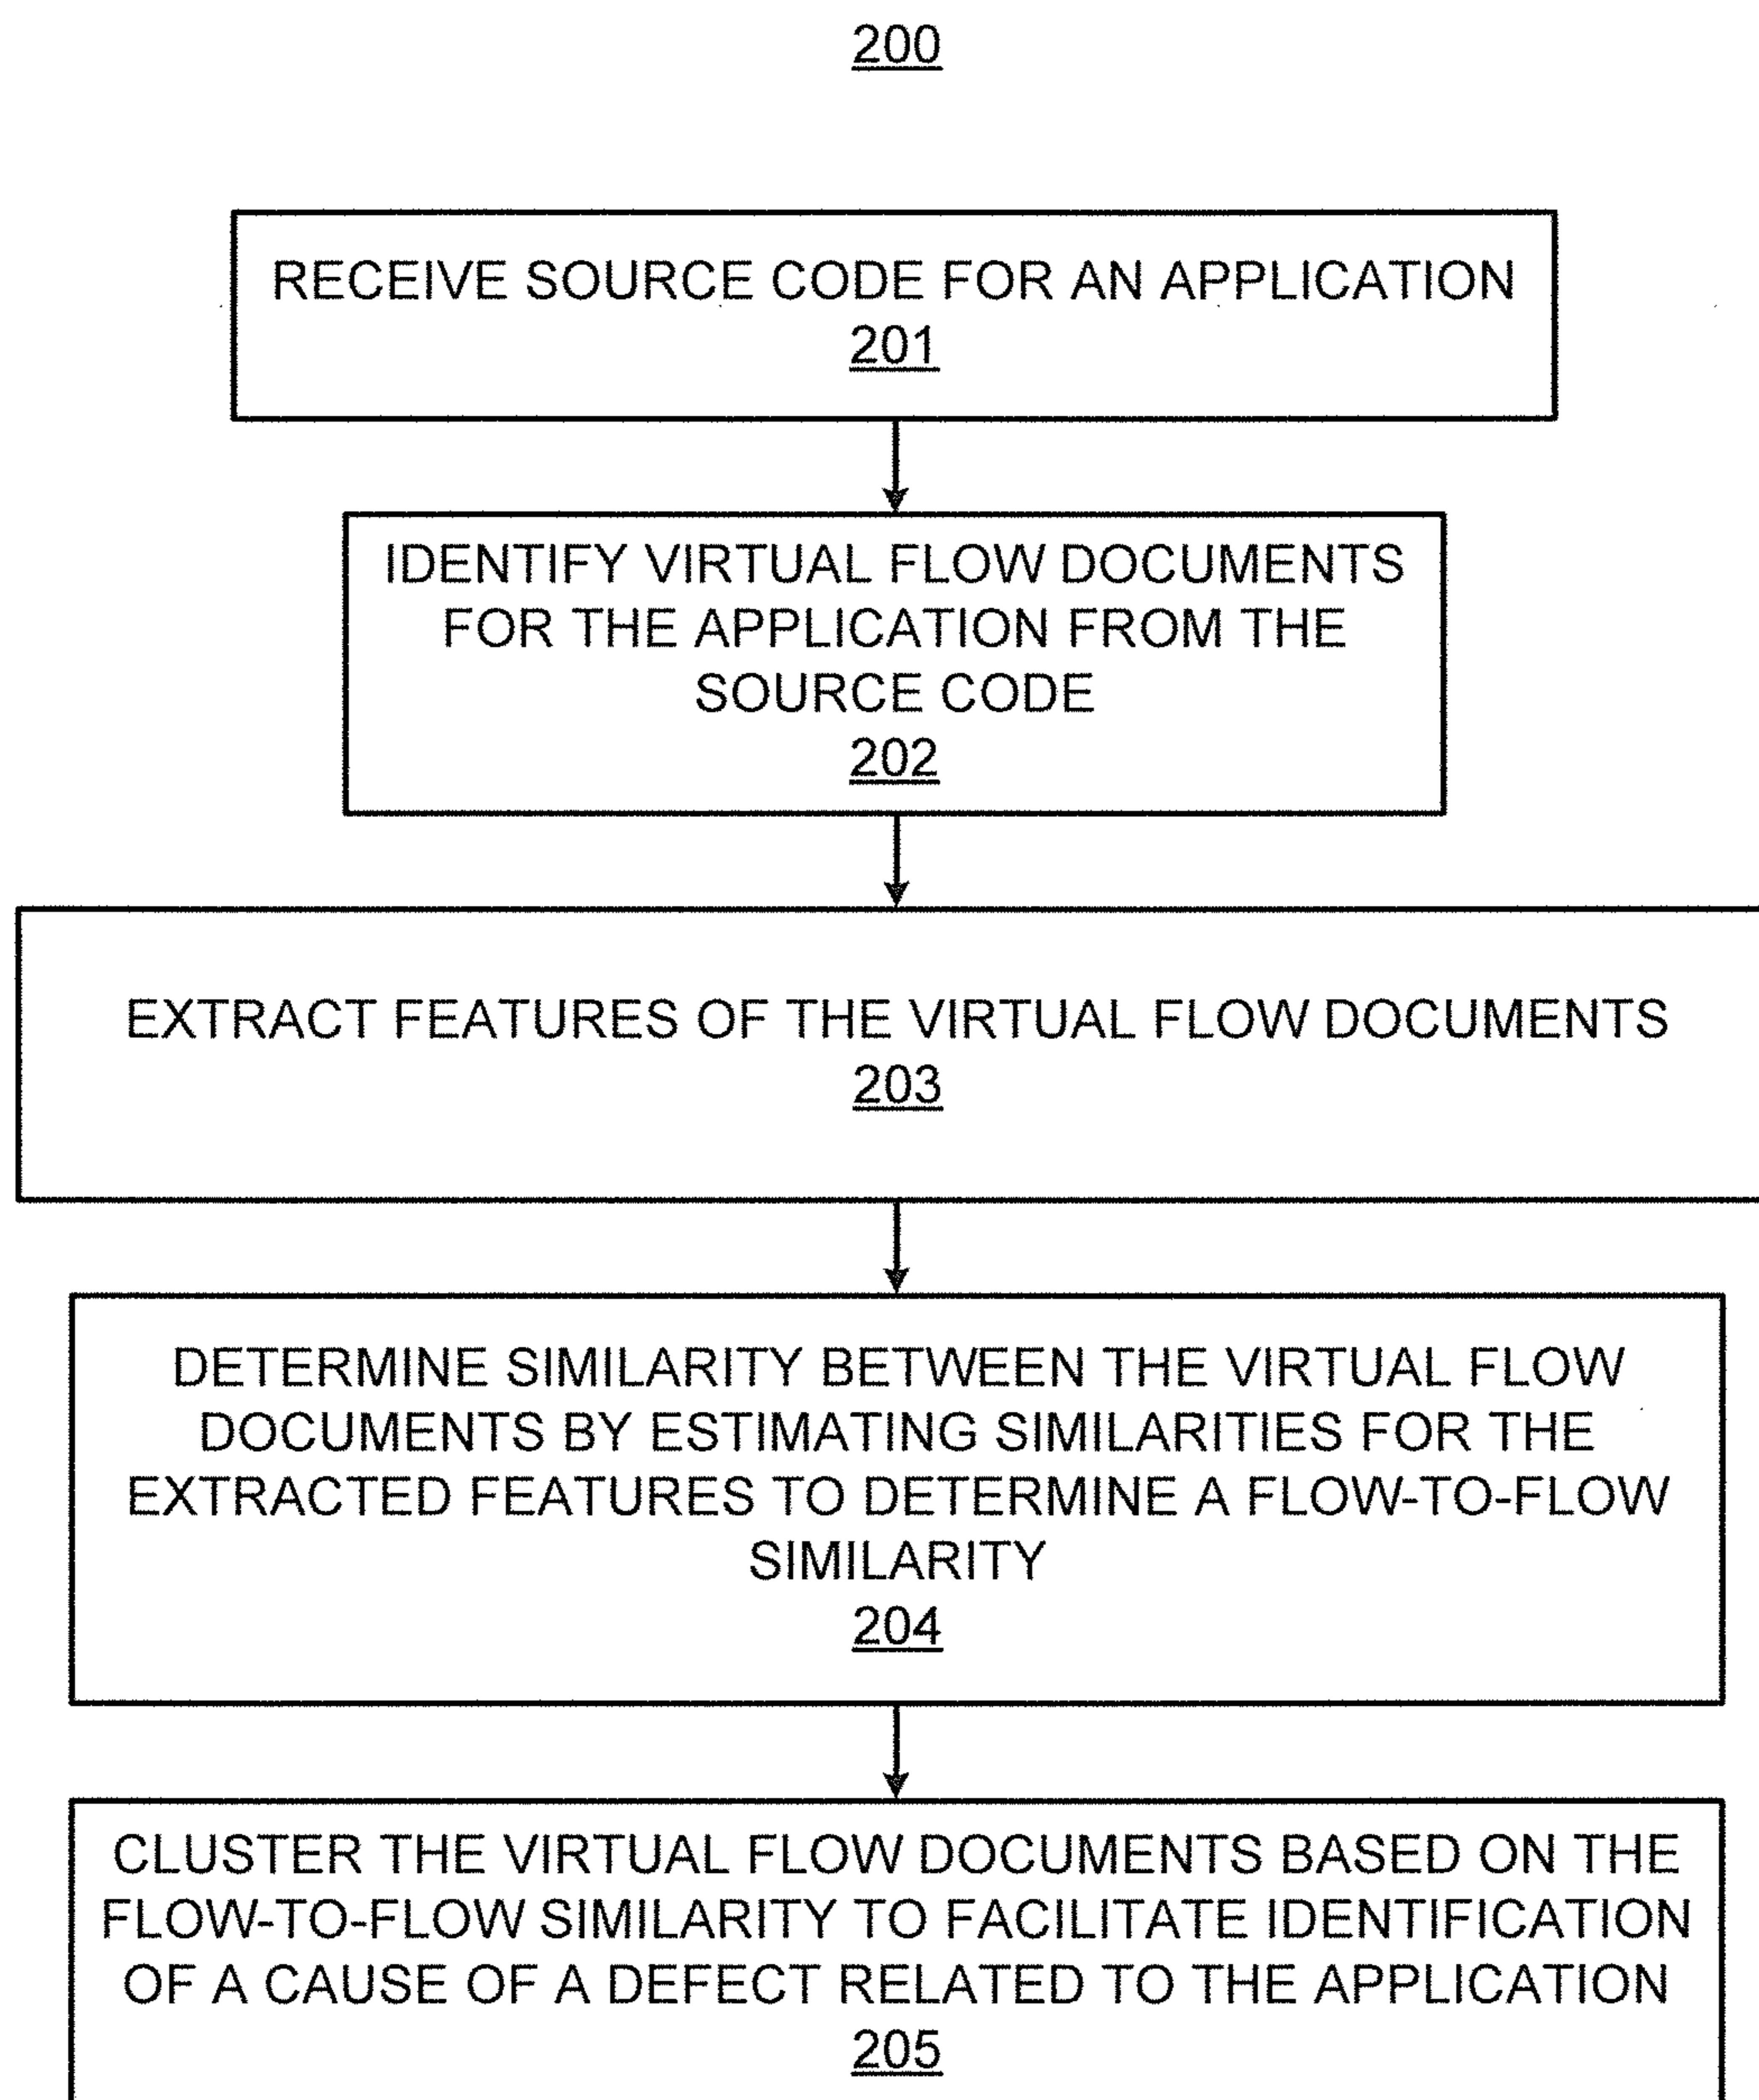 200
RECEIVE SOURCE CODE FOR AN APPLICATION
201
IDENTIFY VIRTUAL FLOW DOCUMENTS
FOR THE APPLICATION FROM THE
SOURCE CODE
202
EXTRACT FEATURES OF THE VIRTUAL FLOW DOCUMENTS
203
DETERMINE SIMILARITY BETWEEN THE VIRTUAL FLOW
DOCUMENTS BY ESTIMATING SIMILARITIES FOR THE
EXTRACTED FEATURES TO DETERMINE A FLOW-TO-FLOW
SIMILARITY
204
CLUSTER THE VIRTUAL FLOW DOCUMENTS BASED ON THE
FLOW-TO-FLOW SIMILARITY TO FACILITATE IDENTIFICATION
OF A CAUSE OF A DEFECT RELATED TO THE APPLICATION
205